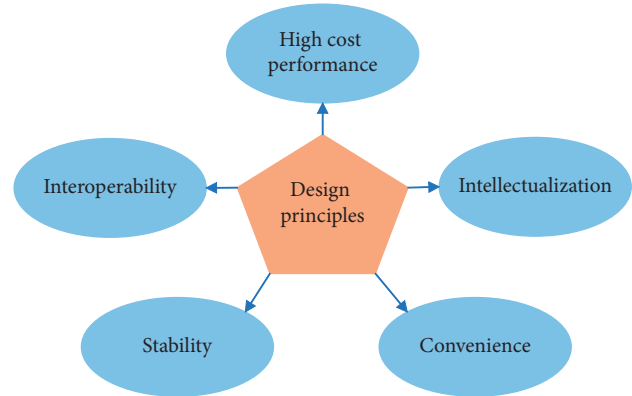 High cost
performance
Interoperability
Design
principles
Intellectualization
Stability
Convenience